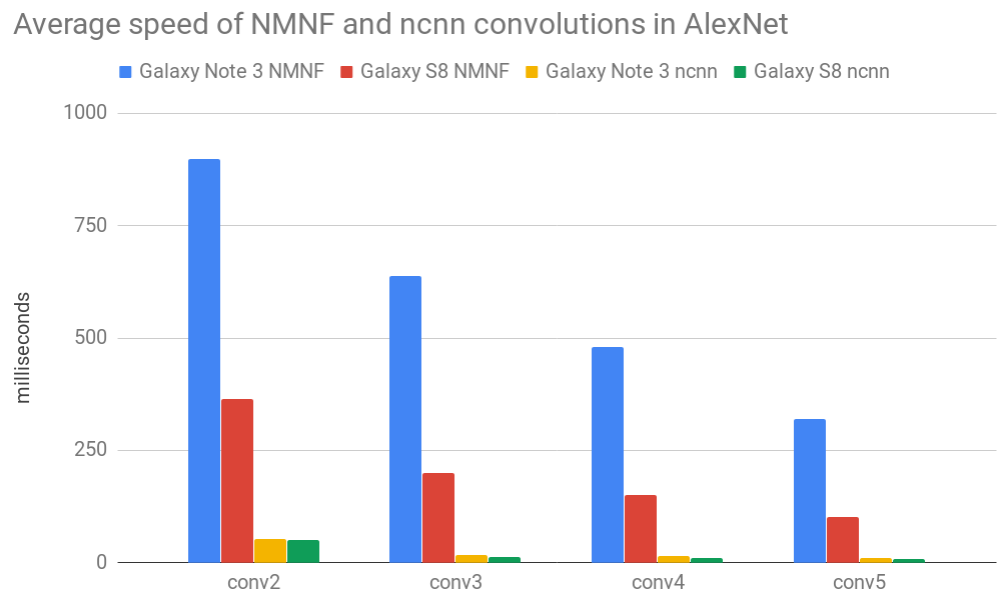 Average speed of NMNF and ncnn convolutions in AlexNet
Galaxy Note 3 NMNF Galaxy S8 NMNF Galaxy Note 3 ncnn Galaxy S8 ncnn
1000
750
500
250
0
milliseconds
conv2 conv3 conv4 conv5